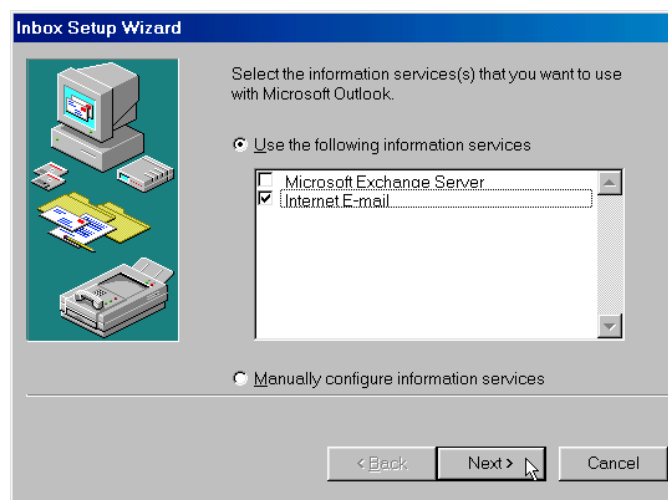 Inbox Setup Wizard
Select the information services(s) that you want to use
with Microsoft Outlook.
Use the following information services
Microsoft Exchange Server
Internet E-mail
Manually configure information services
< Back
Next >
Cancel